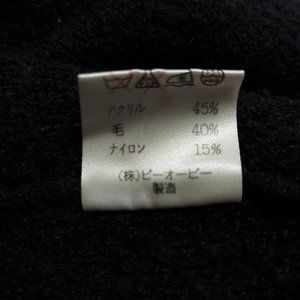 アクリル 45%
毛 40%
ナイロン 15%
(株)ピーオーピー
製造